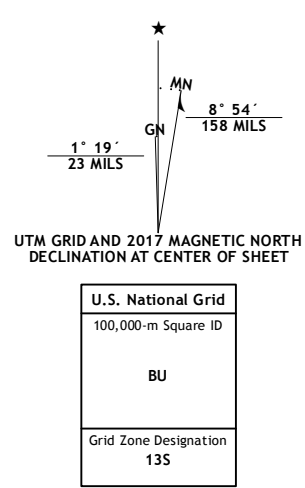 MN
8° 54´
158 MILS
GN
1° 19´
23 MILS
UTM GRID AND 2017 MAGNETIC NORTH
DECLINATION AT CENTER OF SHEET
U.S. National Grid
100,000-m Square ID
BU
Grid Zone Designation
13S